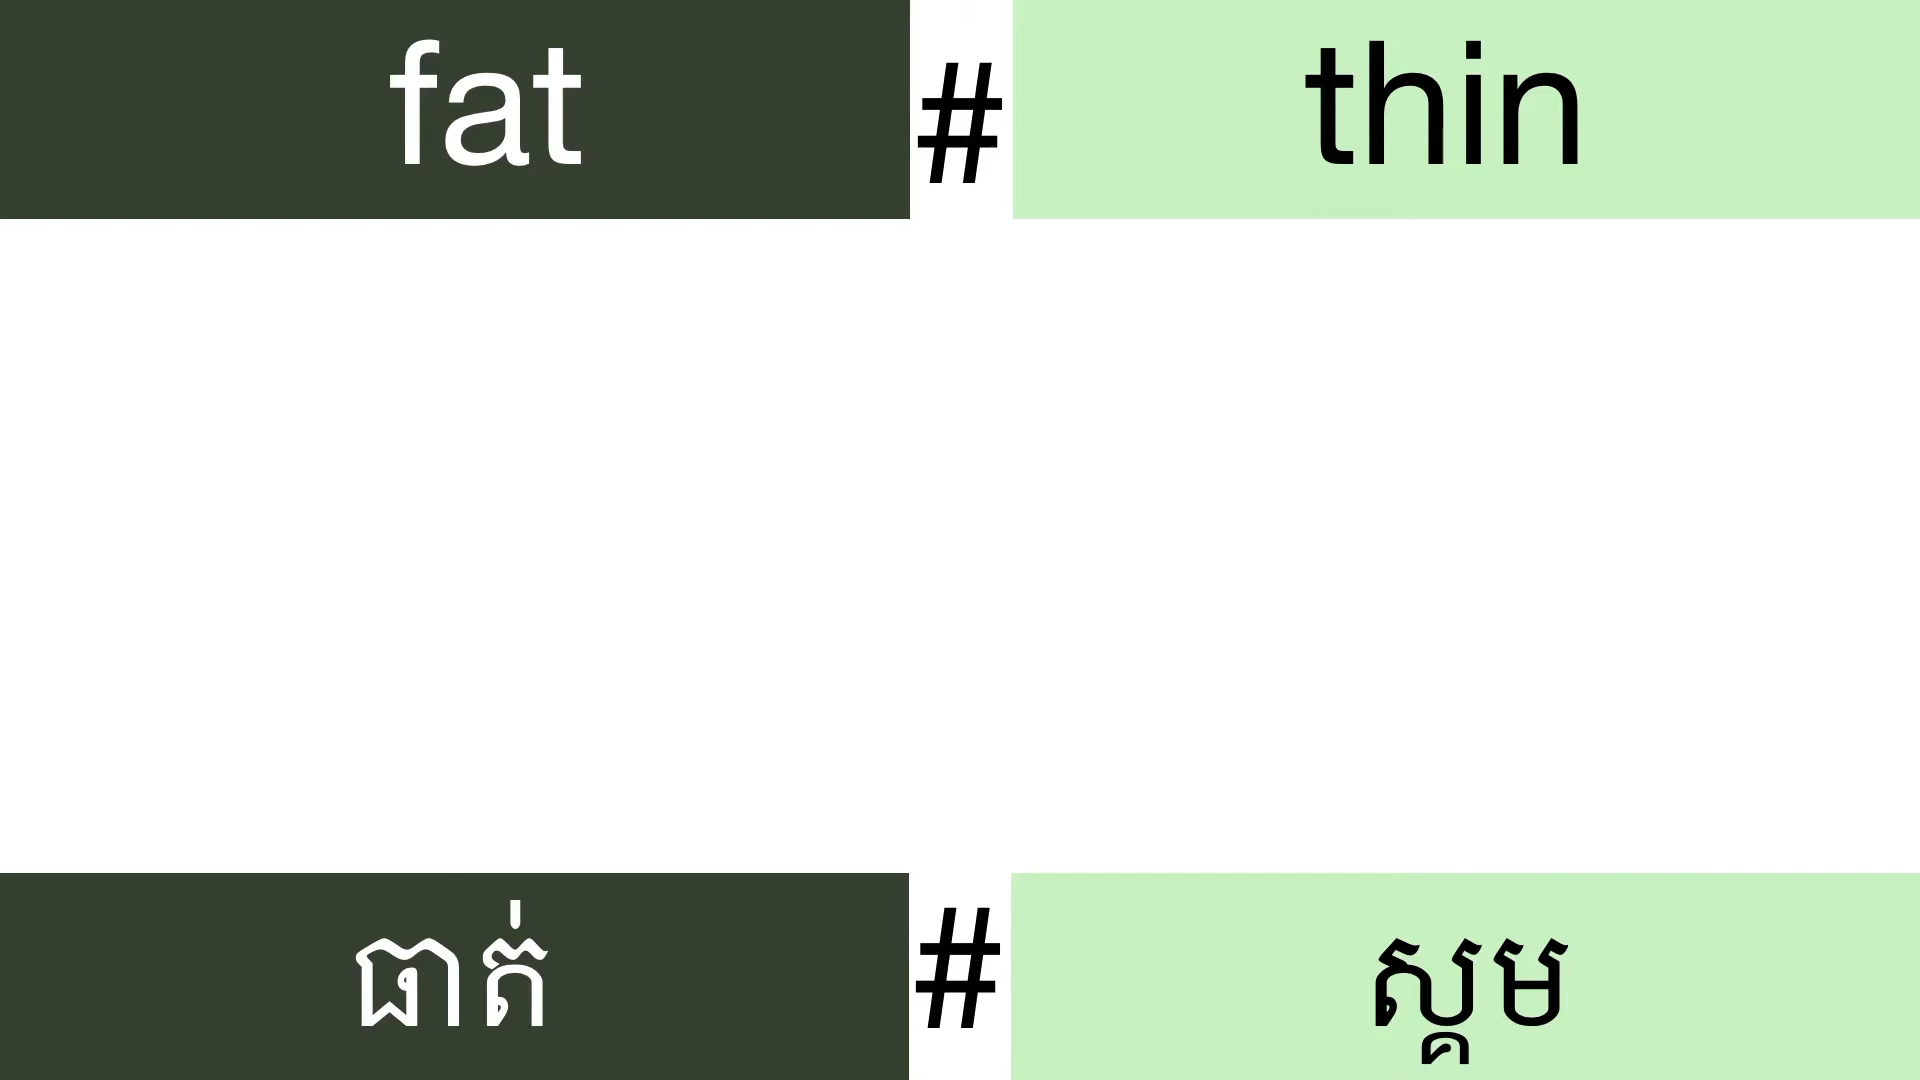 fat # thin
ធាត់ # ស្គម